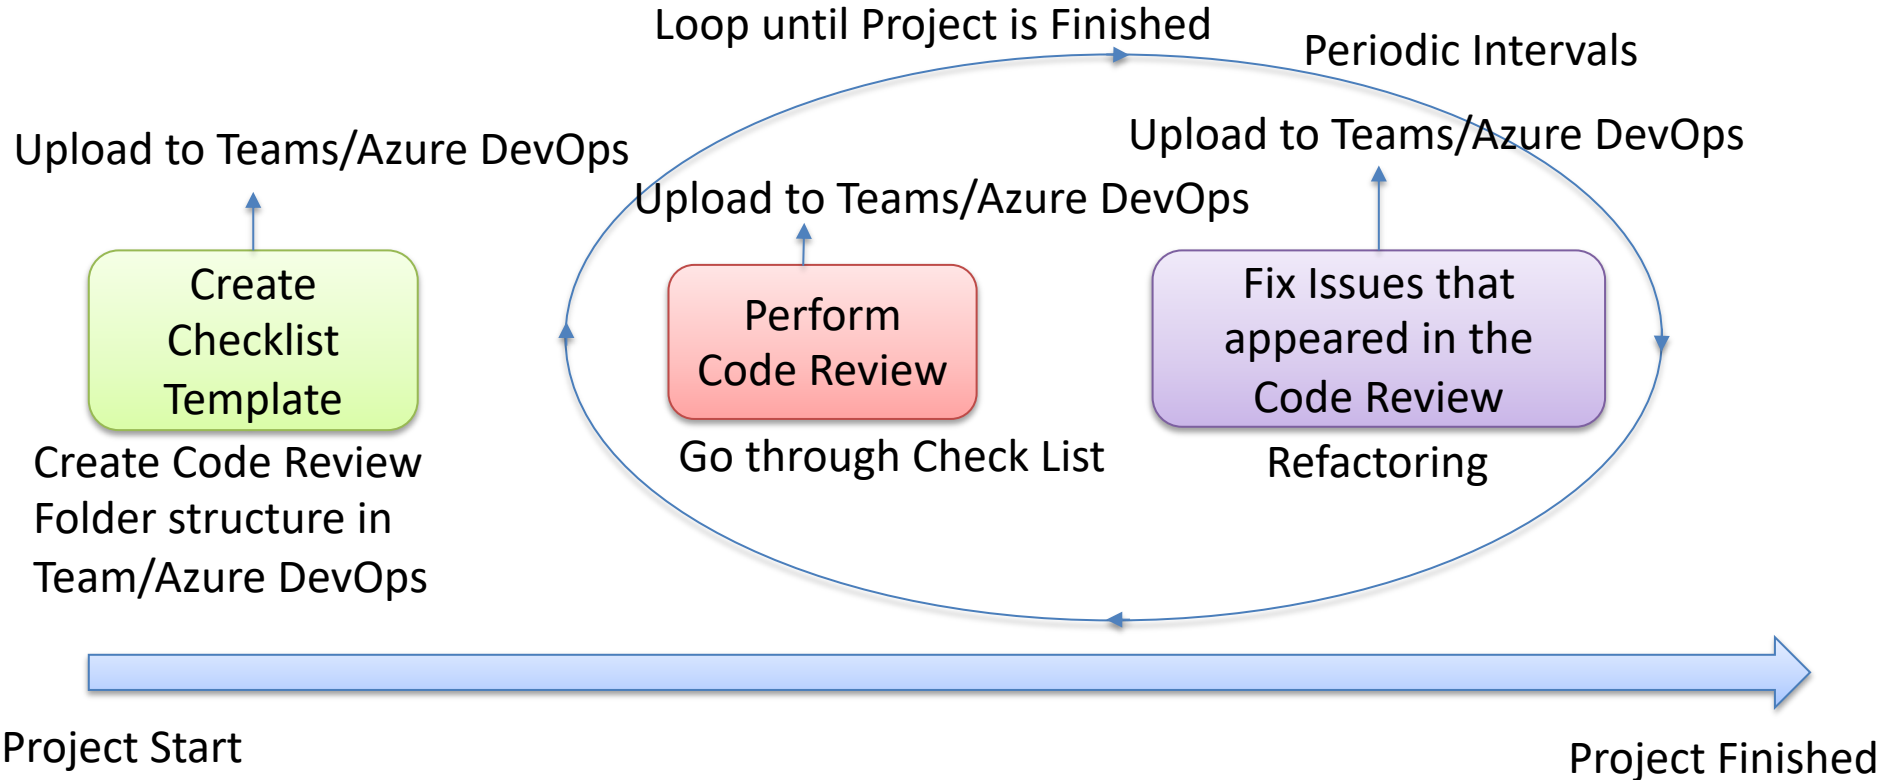 Loop until Project is Finished
Periodic Intervals
Upload to Teams/Azure DevOps
Upload to Teams/Azure DevOps
Upload to Teams/Azure DevOps
Create
Checklist
Template
Perform
Code Review
Fix Issues that
appeared in the
Code Review
Create Code Review
Folder structure in
Team/Azure DevOps
Go through Check List
Refactoring
Project Start
Project Finished